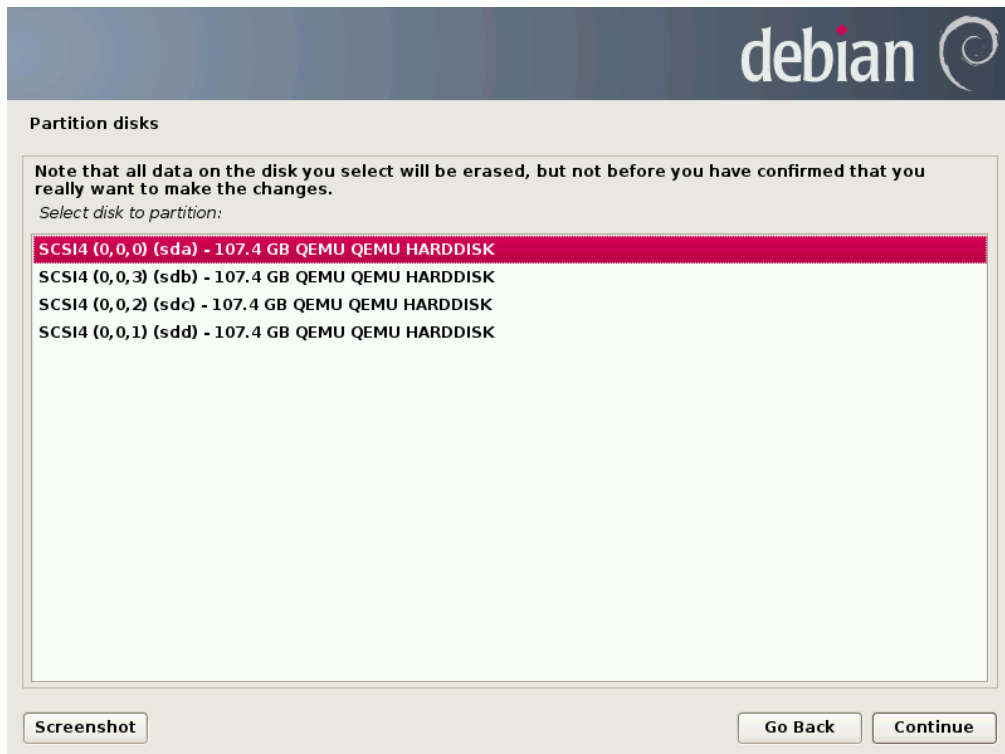 debian
Partition disks
Note that all data on the disk you select will be erased, but not before you have confirmed that you
really want to make the changes.
Select disk to partition:
SCSI4 (0,0,0) (sda) - 107.4 GB QEMU QEMU HARDDISK
SCSI4 (0,0,3) (sdb) - 107.4 GB QEMU QEMU HARDDISK
SCSI4 (0,0,2) (sdc) - 107.4 GB QEMU QEMU HARDDISK
SCSI4 (0,0,1) (sdd) - 107.4 GB QEMU QEMU HARDDISK
Screenshot
Go Back
Continue